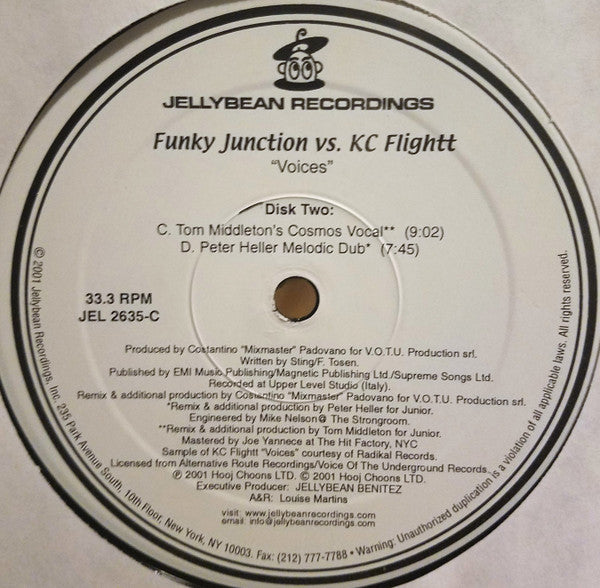 JELLYBEAN RECORDINGS
Funky Junction vs. KC Flightt
"Voices"
Disk Two:
C. Tom Middleton's Cosmos Vocal** (9:02)
D. Peter Heller Melodic Dub* (7:45)
33.3 RPM
JEL 2635-C
Produced by Costantino "Mixmaster" Padovano for V.O.T.U. Production srl.
Written by Sting/F. Tosen.
Published by EMI Music Publishing/Magnetic Publishing Ltd./Supreme Songs Ltd.
Recorded at Upper Level Studio (Italy).
Remix & additional production by Costantino "Mixmaster" Padovano for V.O.T.U. Production srl.
*Remix & additional production by Peter Heller for Junior.
Engineered by Mike Nelson@ The Strongroom.
**Remix & additional production by Tom Middleton for Junior.
Mastered by Joe Yannece at The Hit Factory, NYC
Sample of KC Flightt "Voices" courtesy of Radikal Records.
Licensed from Alternative Route Recordings/Voice Of The Underground Records
℗ 2001 Hooj Choons LTD. © 2001 Hooj Choons LTD.
Executive Producer: JELLYBEAN BENITEZ
A&R: Louise Martins
visit: www.jellybeanrecordings.com
email: info@jellybeanrecordings.com
© 2001 Jellybean Recordings, Inc. 235 Park Avenue South, 10th Floor, New York, NY 10003. Fax: (212) 777-7788 • Warning: Unauthorized duplication is a violation of all applicable laws. All rights reserved.